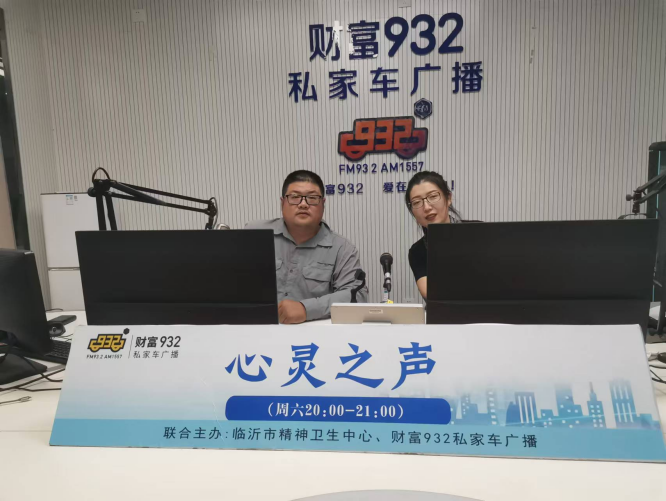 财富932
私家车广播
932
FM93 2 AM1557
富932 爱在
932
FM93 2 AM1557
财富932
私家车广播
心灵之声
（周六20:00-21:00）
联合主办:临沂市精神卫生中心、财富932私家车广播